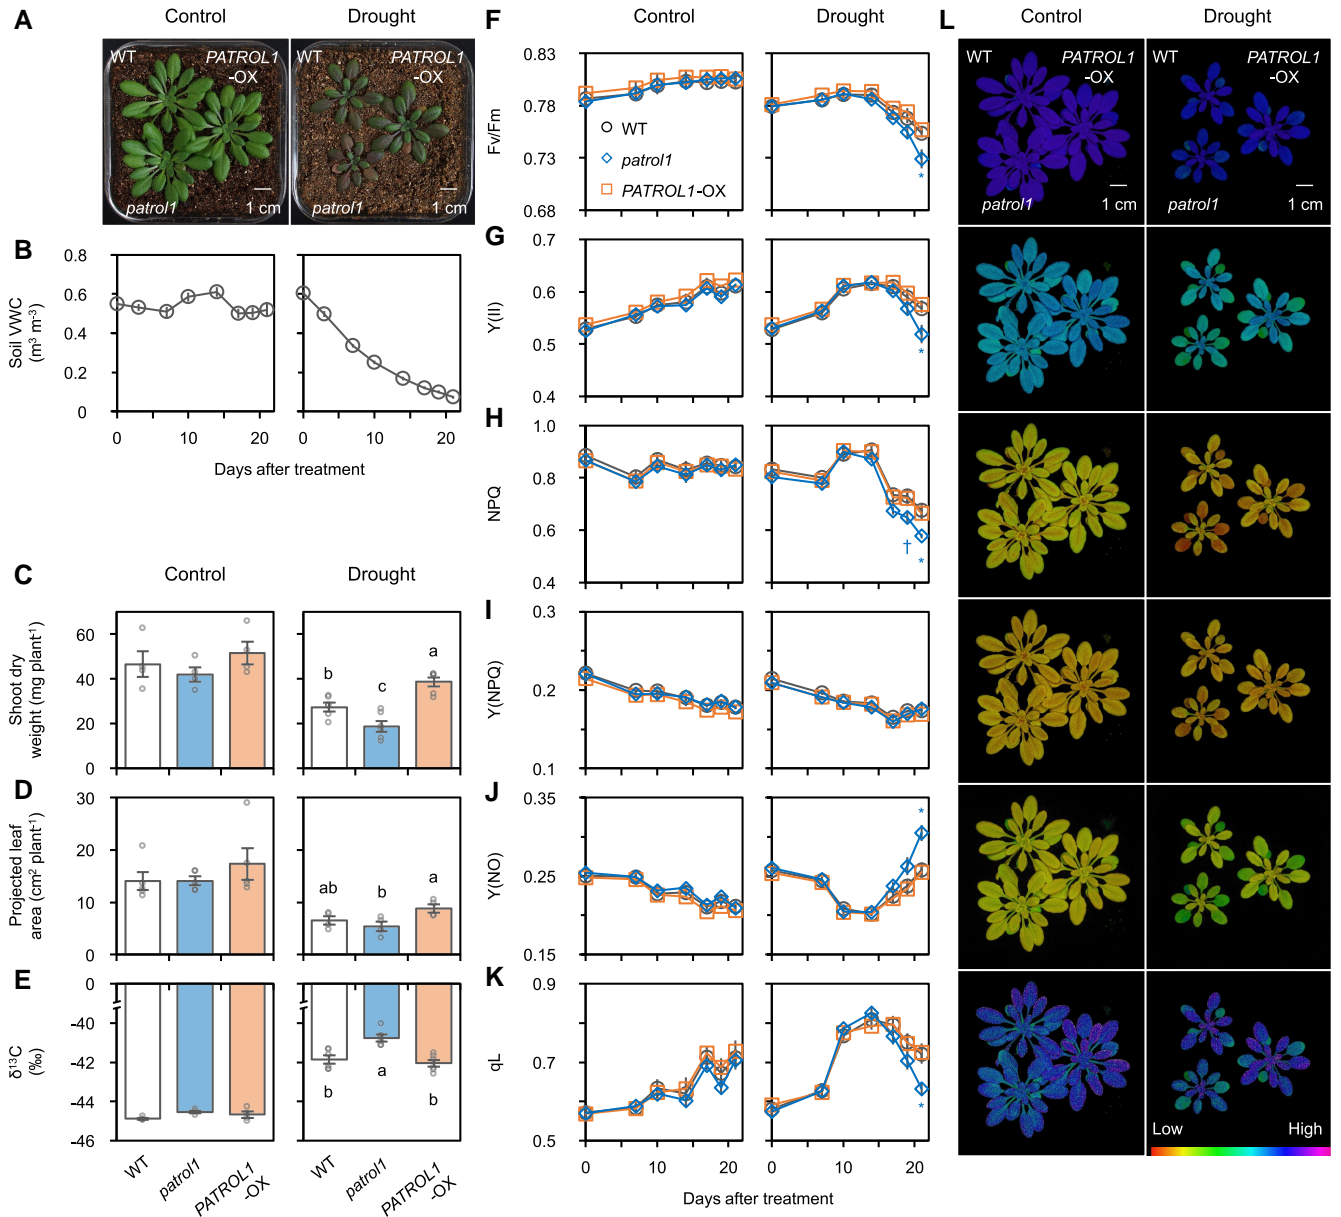 A
Control
Drought
WT
PATROL1
-OX
patrol1
1 cm
WT
PATROL1
-OX
patrol1
1 cm
B
Soil VWC
(m³ m⁻³)
0.8
0.6
0.4
0.2
0
0
10
20
0
10
20
Days after treatment
Control
Drought
C
Shoot dry
weight (mg plant⁻¹)
60
40
20
0
b
c
a
D
Projected leaf
area (cm² plant⁻¹)
30
20
10
0
ab
b
a
E
δ¹³C
(‰)
0
-40
-42
-44
-46
b
a
b
WT
patrol1
PATROL1
-OX
WT
patrol1
PATROL1
-OX
Control
Drought
F
Fv/Fm
0.83
0.78
0.73
0.68
WT
patrol1
PATROL1-OX
*
G
Y(II)
0.7
0.6
0.5
0.4
*
H
NPQ
1.0
0.8
0.6
0.4
†
*
I
Y(NPQ)
0.3
0.2
0.1
J
Y(NO)
0.35
0.25
0.15
*
K
qL
0.9
0.7
0.5
*
0
10
20
0
10
20
Days after treatment
L
Control
Drought
WT
PATROL1
-OX
patrol1
1 cm
WT
PATROL1
-OX
patrol1
1 cm
Low
High